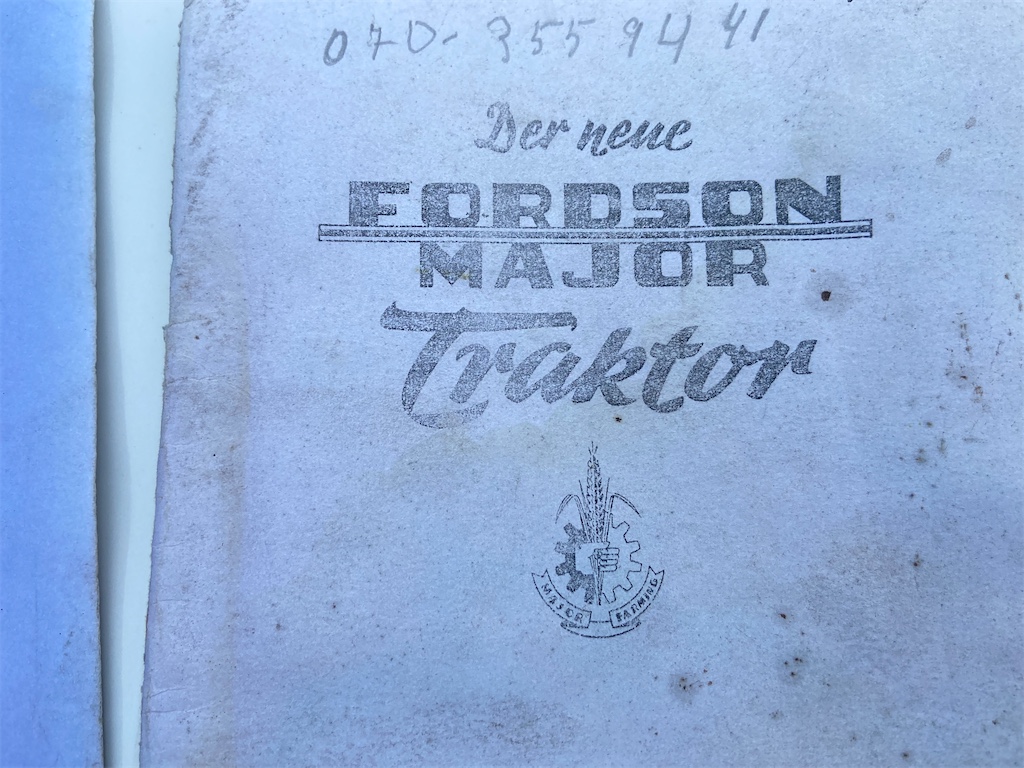 070-355 94 41
Der neue
FORDSON
MAJOR
Traktor
MAJOR FARMING